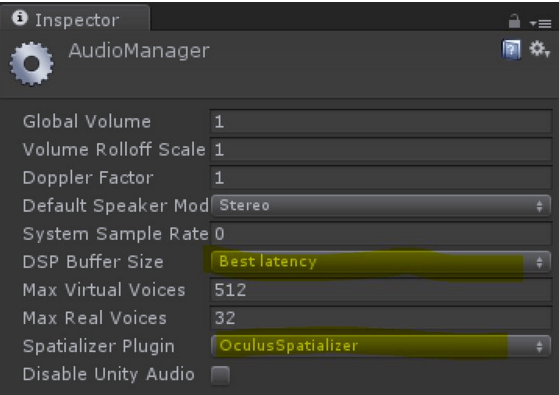 Inspector
AudioManager
Global Volume 1
Volume Rolloff Scale 1
Doppler Factor 1
Default Speaker Mod Stereo
System Sample Rate 0
DSP Buffer Size Best latency
Max Virtual Voices 512
Max Real Voices 32
Spatializer Plugin OculusSpatializer
Disable Unity Audio